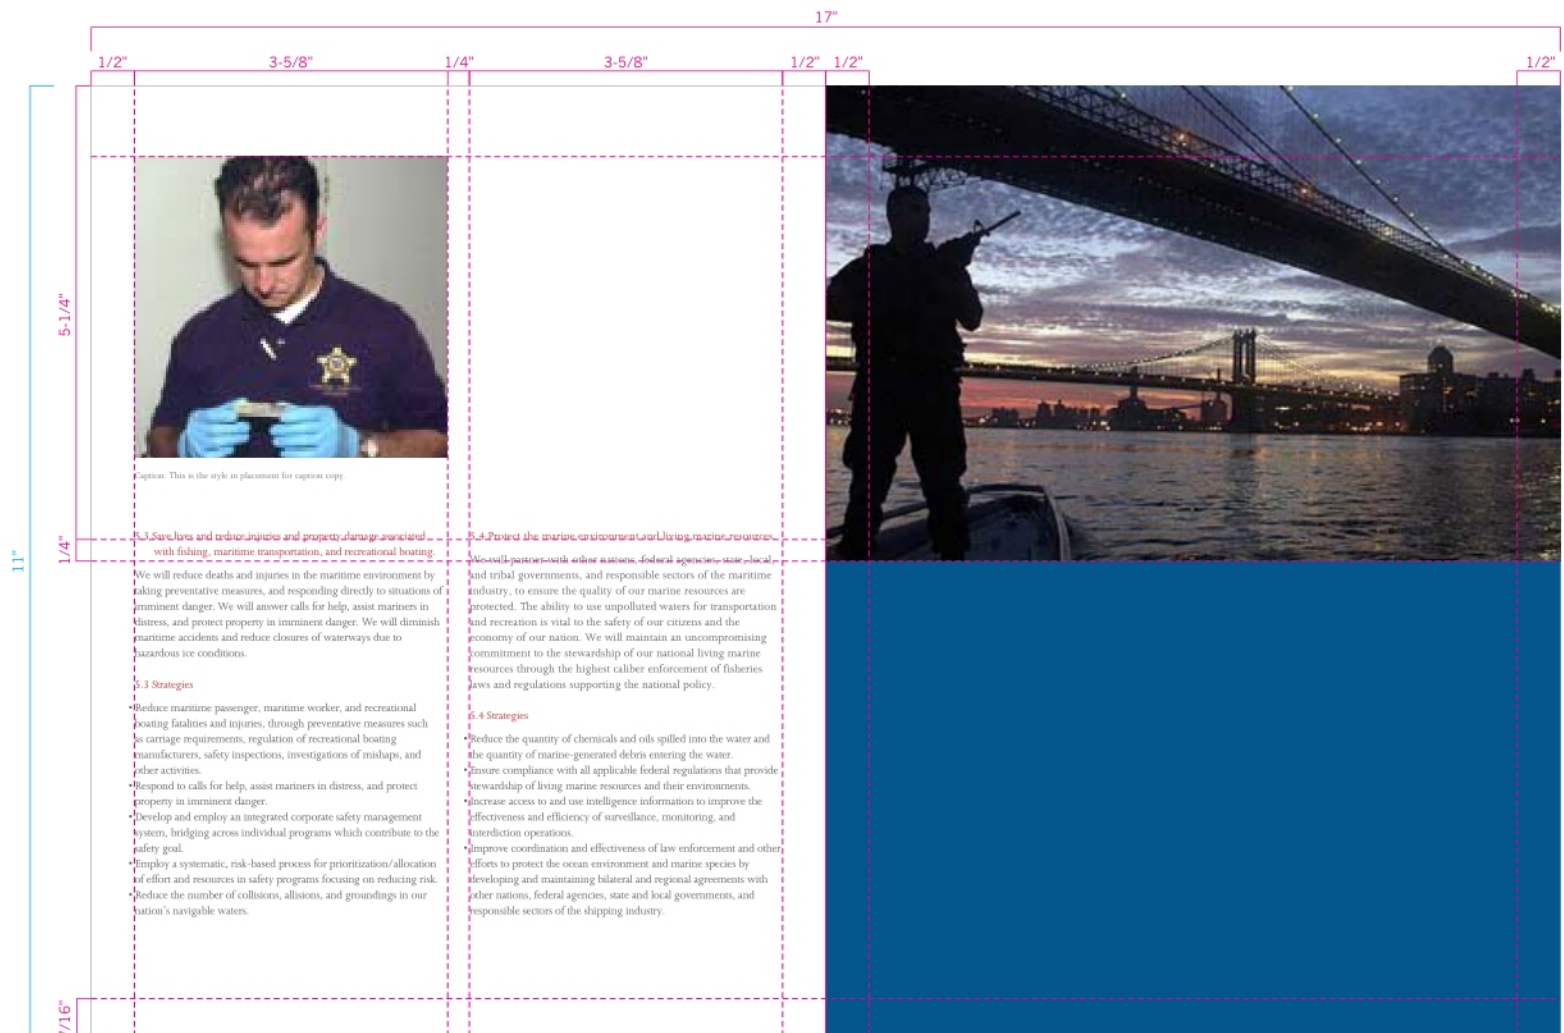 17"
1/2"
3-5/8"
1/4"
3-5/8"
1/2"
1/2"
1/2"
11"
5-1/4"
1/4"
/16"
Caption: This is the style in placement for caption copy.
5.3 Save lives and reduce injuries and property damage associated
with fishing, maritime transportation, and recreational boating.
We will reduce deaths and injuries in the maritime environment by
taking preventative measures, and responding directly to situations of
imminent danger. We will answer calls for help, assist mariners in
distress, and protect property in imminent danger. We will diminish
maritime accidents and reduce closures of waterways due to
hazardous ice conditions.
5.3 Strategies
•Reduce maritime passenger, maritime worker, and recreational
boating fatalities and injuries, through preventative measures such
as carriage requirements, regulation of recreational boating
manufacturers, safety inspections, investigations of mishaps, and
other activities.
•Respond to calls for help, assist mariners in distress, and protect
property in imminent danger.
•Develop and employ an integrated corporate safety management
system, bridging across individual programs which contribute to the
safety goal.
•Employ a systematic, risk-based process for prioritization/allocation
of effort and resources in safety programs focusing on reducing risk.
•Reduce the number of collisions, allisions, and groundings in our
nation's navigable waters.
5.4 Protect the marine environment and living marine resources.
We will partner with other nations, federal agencies, state, local,
and tribal governments, and responsible sectors of the maritime
industry, to ensure the quality of our marine resources are
protected. The ability to use unpolluted waters for transportation
and recreation is vital to the safety of our citizens and the
economy of our nation. We will maintain an uncompromising
commitment to the stewardship of our national living marine
resources through the highest caliber enforcement of fisheries
laws and regulations supporting the national policy.
5.4 Strategies
•Reduce the quantity of chemicals and oils spilled into the water and
the quantity of marine-generated debris entering the water.
•Ensure compliance with all applicable federal regulations that provide
stewardship of living marine resources and their environments.
•Increase access to and use intelligence information to improve the
effectiveness and efficiency of surveillance, monitoring, and
interdiction operations.
•Improve coordination and effectiveness of law enforcement and other
efforts to protect the ocean environment and marine species by
developing and maintaining bilateral and regional agreements with
other nations, federal agencies, state and local governments, and
responsible sectors of the shipping industry.